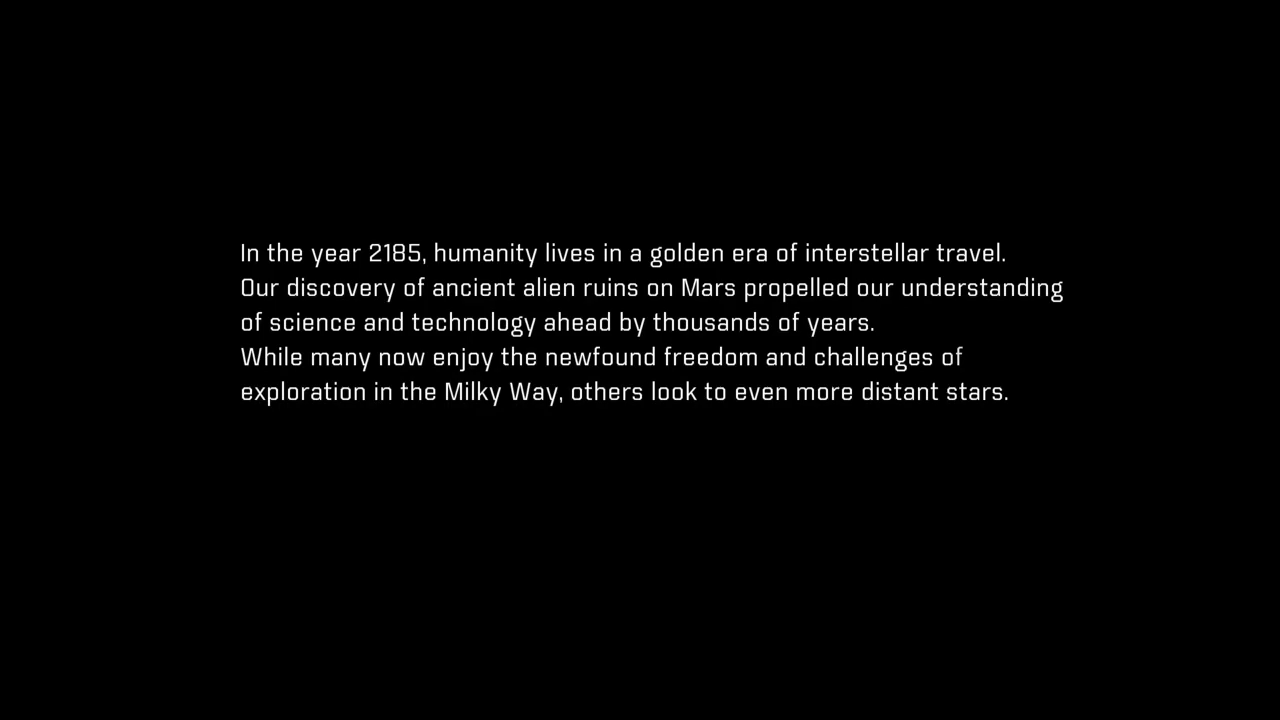 In the year 2185, humanity lives in a golden era of interstellar travel.
Our discovery of ancient alien ruins on Mars propelled our understanding
of science and technology ahead by thousands of years.
While many now enjoy the newfound freedom and challenges of
exploration in the Milky Way, others look to even more distant stars.